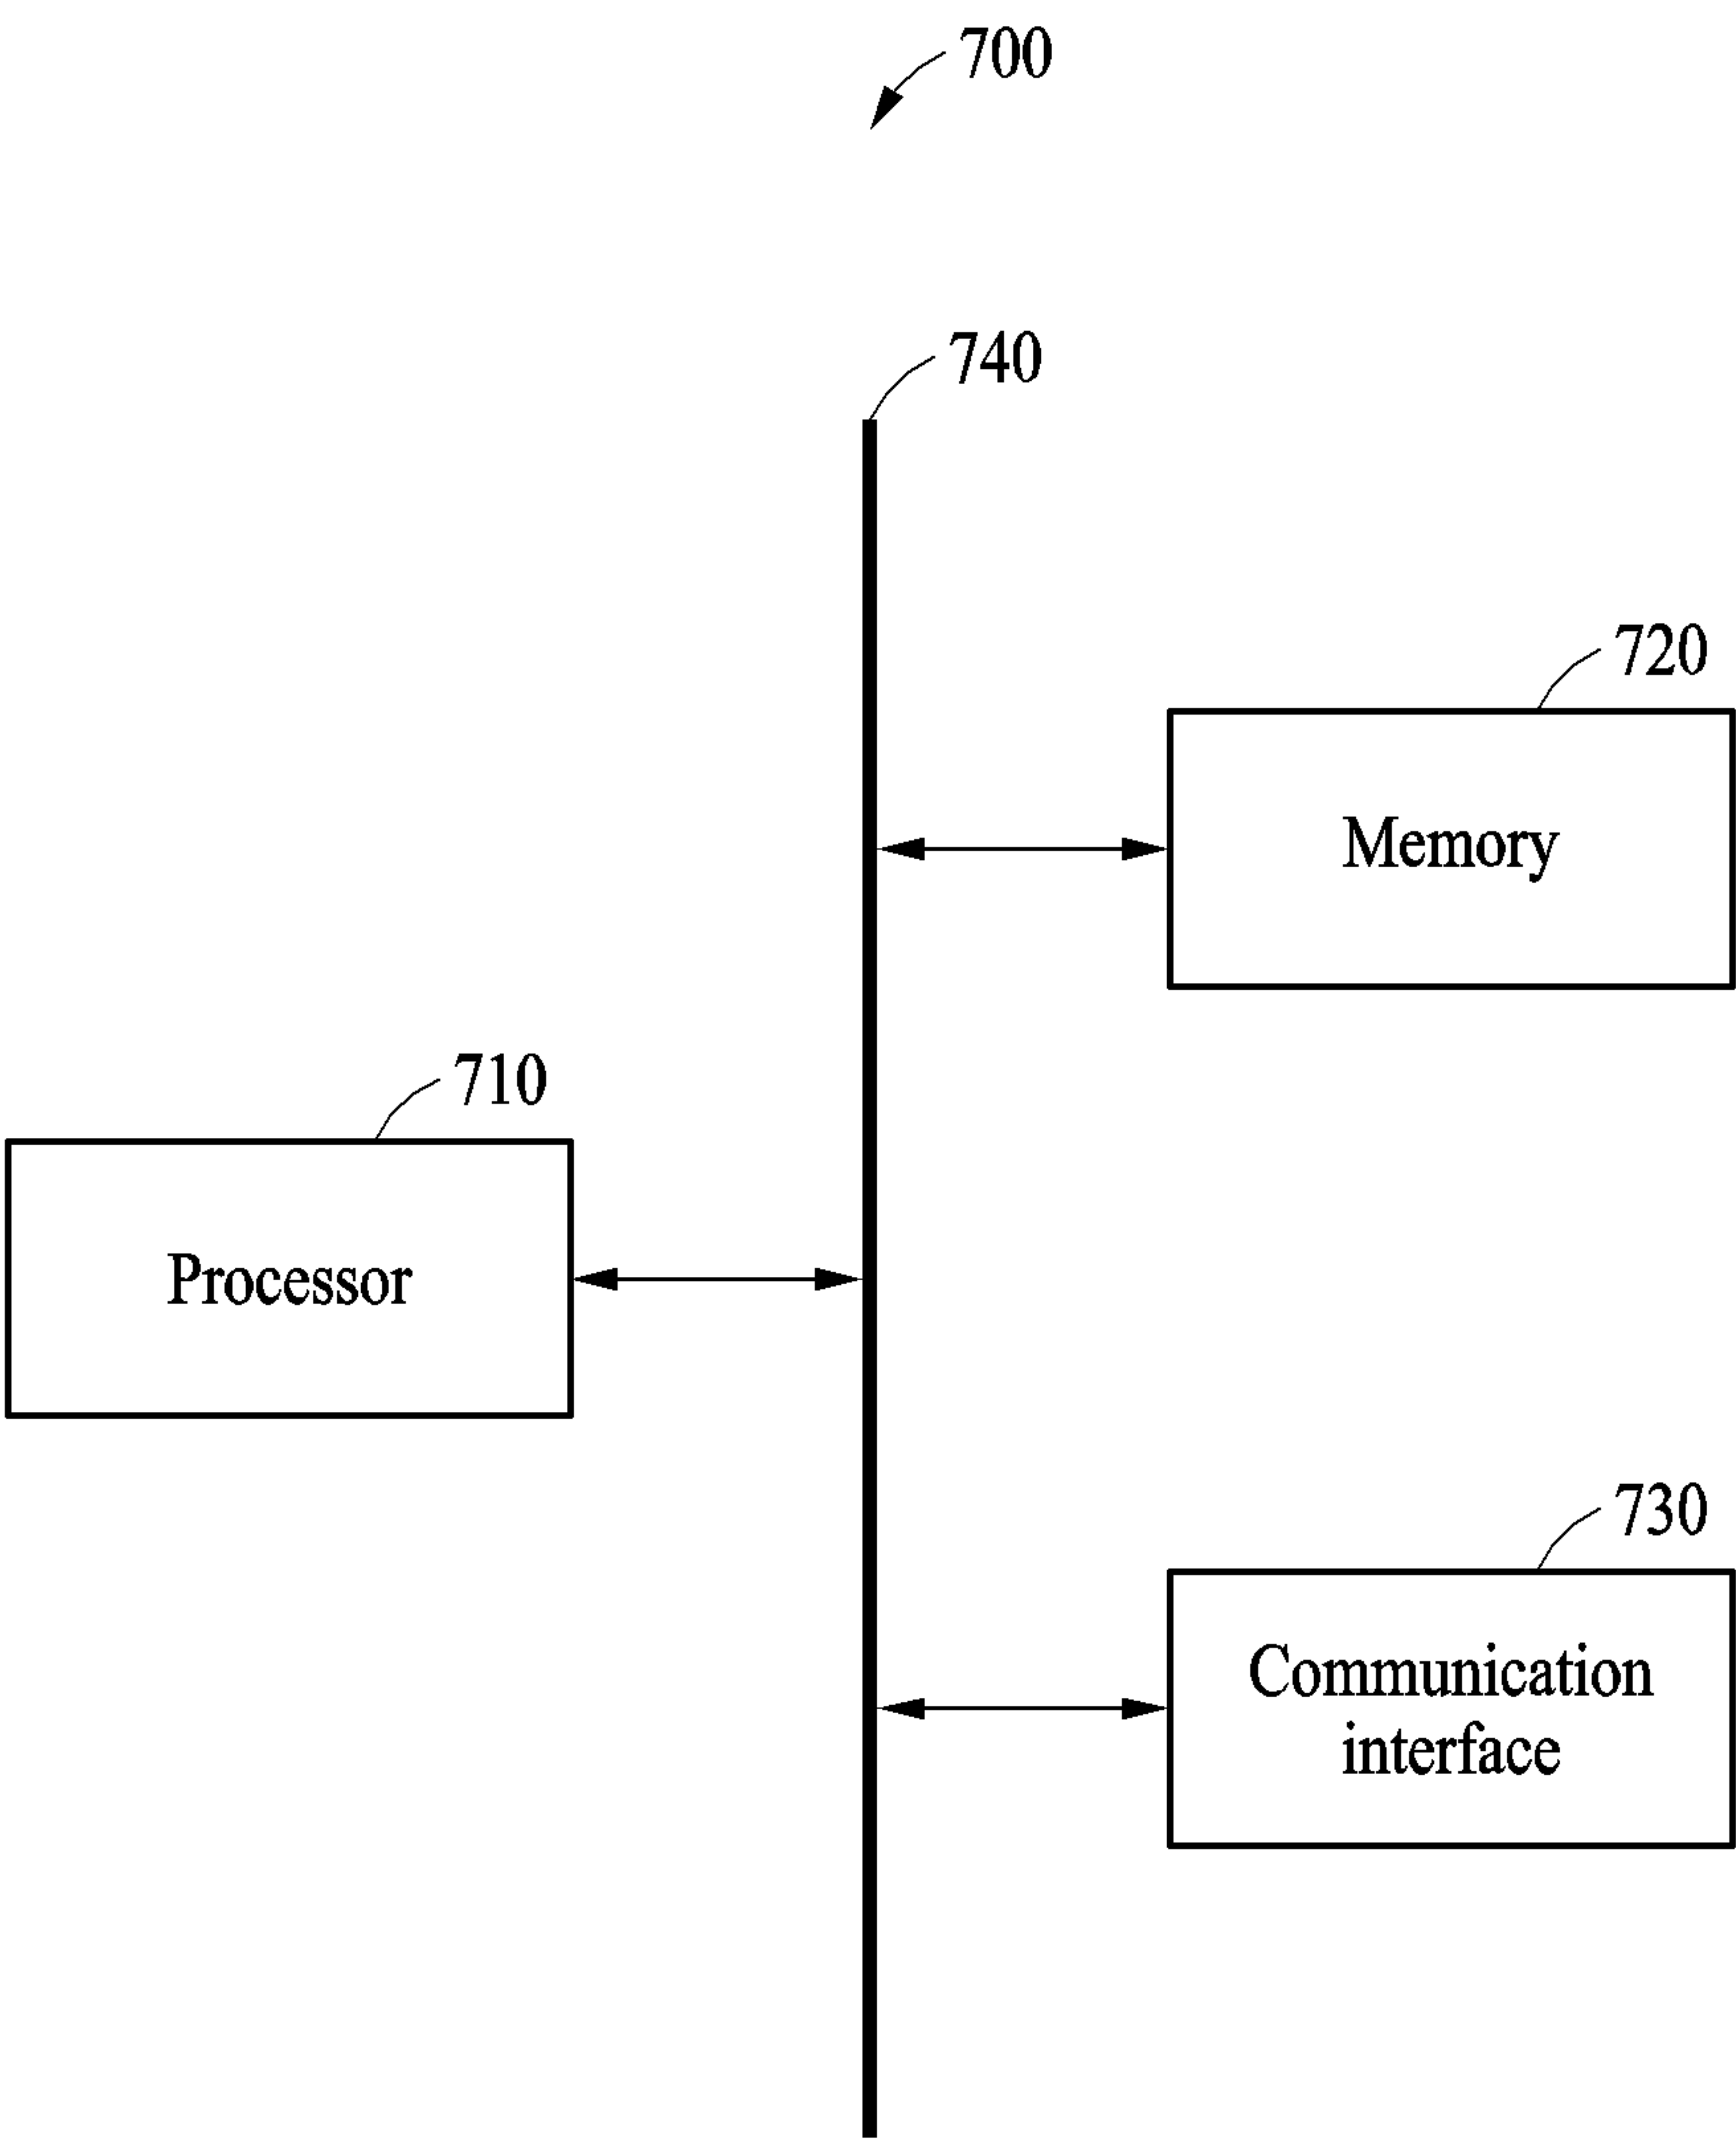 700
740
720
Memory
710
Processor
730
Communication
interface